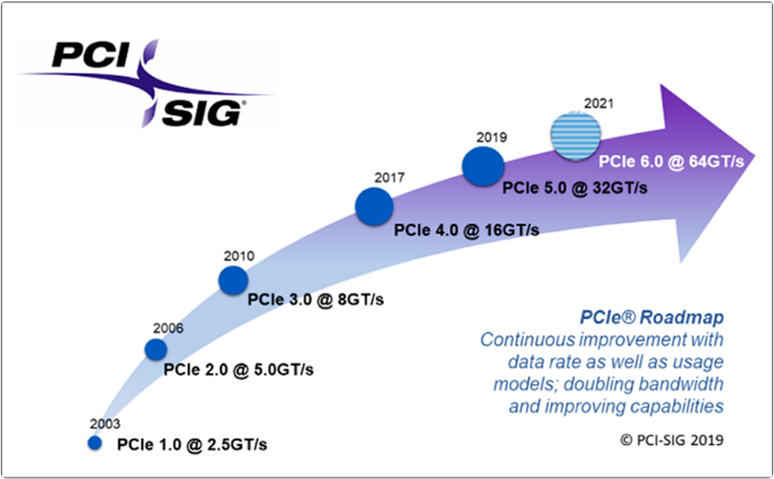 PCI
SIG®
2021
PCIe 6.0 @ 64GT/s
2019
PCIe 5.0 @ 32GT/s
2017
PCIe 4.0 @ 16GT/s
2010
PCIe 3.0 @ 8GT/s
2006
PCIe 2.0 @ 5.0GT/s
2003
PCIe 1.0 @ 2.5GT/s
PCIe® Roadmap
Continuous improvement with
data rate as well as usage
models; doubling bandwidth
and improving capabilities
© PCI-SIG 2019